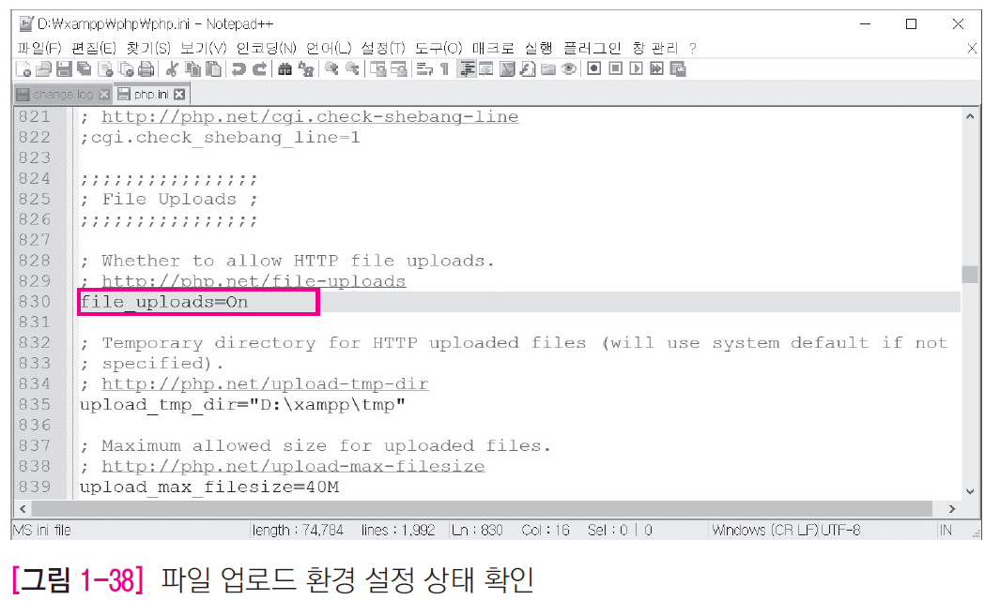 D:₩xampp₩php₩php.ini - Notepad++
파일(F) 편집(E) 찾기(S) 보기(V) 인코딩(N) 언어(L) 설정(T) 도구(O) 매크로 실행 플러그인 창 관리 ? X
change.log php.ini
821 ; http://php.net/cgi.check-shebang-line
822 ;cgi.check_shebang_line=1
823
824 ;;;;;;;;;;;;;;;;
825 ; File Uploads ;
826 ;;;;;;;;;;;;;;;;
827
828 ; Whether to allow HTTP file uploads.
829 ; http://php.net/file-uploads
830 file_uploads=On
831
832 ; Temporary directory for HTTP uploaded files (will use system default if not
833 ; specified).
834 ; http://php.net/upload-tmp-dir
835 upload_tmp_dir="D:\xampp\tmp"
836
837 ; Maximum allowed size for uploaded files.
838 ; http://php.net/upload-max-filesize
839 upload_max_filesize=40M
MS ini file length : 74,784 lines : 1,992 Ln : 830 Col : 16 Sel : 0 | 0 Windows (CR LF) UTF-8 IN
[그림 1-38] 파일 업로드 환경 설정 상태 확인